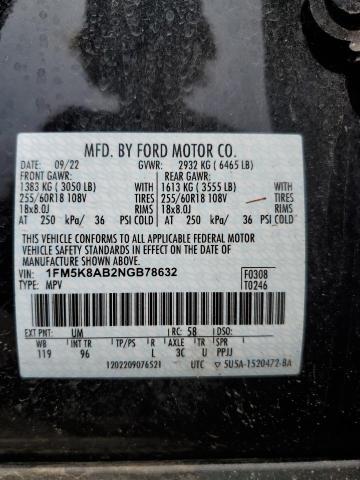 MFD. BY FORD MOTOR CO.
DATE: 09/22 GVWR: 2932 KG ( 6465 LB)
FRONT GAWR: REAR GAWR:
1383 KG ( 3050 LB) 1613 KG ( 3555 LB)
255/60R18 108V TIRES 255/60R18 108V TIRES
18x8.0J RIMS 18x8.0J RIMS
AT 250 kPa/ 36 PSI COLD AT 250 kPa/ 36 PSI COLD
THIS VEHICLE CONFORMS TO ALL APPLICABLE FEDERAL MOTOR
VEHICLE SAFETY AND THEFT PREVENTION STANDARDS IN EFFECT ON
THE DATE OF MANUFACTURE SHOWN ABOVE.
VIN: 1FM5K8AB2NGB78632 F0308
TYPE: MPV T0246
EXT PNT: UM RC: 58 DSO:
WB INT TR TP/PS R AXLE TR SPR
119 96 L 3C U PPJJ
1202209076521 UTC 5U5A-1520472-BA